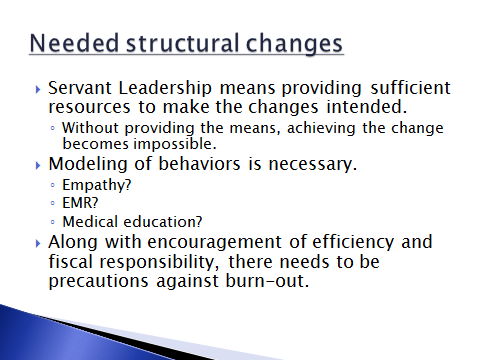 Needed structural changes
Servant Leadership means providing sufficient
resources to make the changes intended.
Without providing the means, achieving the change
becomes impossible.
Modeling of behaviors is necessary.
Empathy?
EMR?
Medical education?
Along with encouragement of efficiency and
fiscal responsibility, there needs to be
precautions against burn-out.